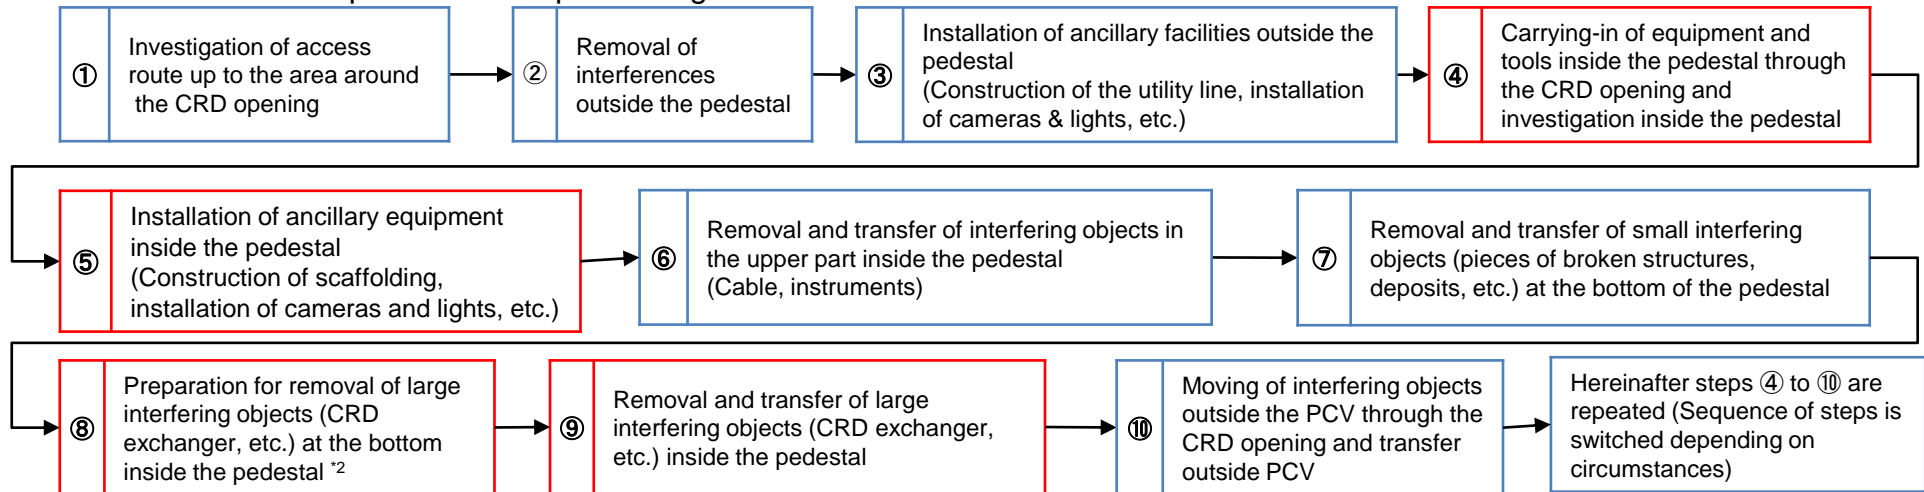 ①
Investigation of access
route up to the area around
the CRD opening
②
Removal of
interferences
outside the pedestal
③
Installation of ancillary facilities outside the
pedestal
(Construction of the utility line, installation
of cameras & lights, etc.)
④
Carrying-in of equipment and
tools inside the pedestal through
the CRD opening and
investigation inside the pedestal
⑤
Installation of ancillary equipment
inside the pedestal
(Construction of scaffolding,
installation of cameras and lights, etc.)
⑥
Removal and transfer of interfering objects in
the upper part inside the pedestal
(Cable, instruments)
⑦
Removal and transfer of small interfering
objects (pieces of broken structures,
deposits, etc.) at the bottom of the pedestal
⑧
Preparation for removal of large
interfering objects (CRD
exchanger, etc.) at the bottom
inside the pedestal *2
⑨
Removal and transfer of large
interfering objects (CRD exchanger,
etc.) inside the pedestal
⑩
Moving of interfering objects
outside the PCV through the
CRD opening and transfer
outside PCV
Hereinafter steps ④ to ⑩ are
repeated (Sequence of steps is
switched depending on
circumstances)